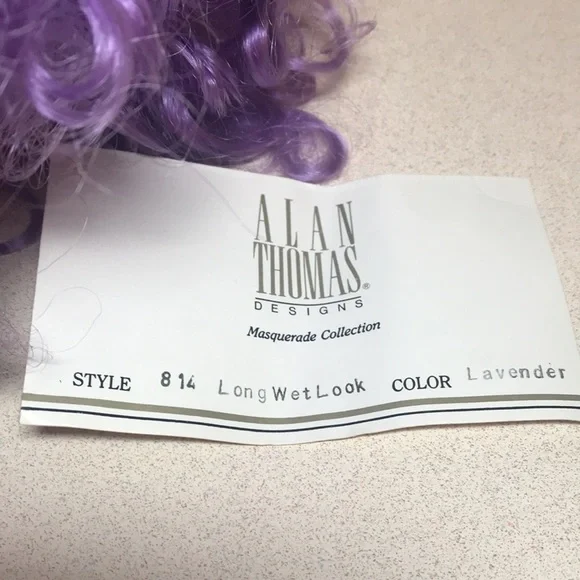 ALAN
THOMAS®
DESIGNS
Masquerade Collection
STYLE 814 LongWetLook COLOR Lavender